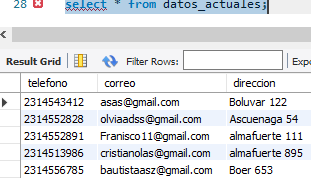 28 select * from datos_actuales;
Result Grid Filter Rows: Expo
telefono correo direccion
2314543412 asas@gmail.com Boluvar 122
2314552828 olviaadss@gmail.com Ascuenaga 54
2314552891 Franisco11@gmail.com almafuerte 111
2314513986 cristianolas@gmail.com almafuerte 895
2314556785 bautistaasz@gmail.com Boer 653